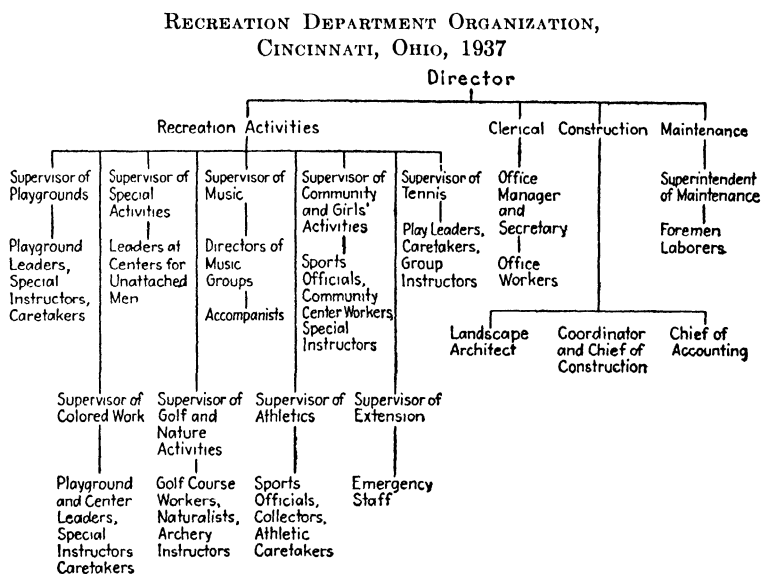 RECREATION DEPARTMENT ORGANIZATION,
CINCINNATI, OHIO, 1937
Director
Recreation Activities
Clerical
Construction
Maintenance
Supervisor of
Playgrounds
Playground
Leaders,
Special
Instructors,
Caretakers
Supervisor of
Special
Activities
Leaders at
Centers for
Unattached
Men
Supervisor of
Music
Directors of
Music
Groups
Accompanists
Supervisor of
Community
and Girls'
Activities
Sports
Officials,
Community
Center Workers,
Special
Instructors
Supervisor of
Tennis
Play Leaders,
Caretakers,
Group
Instructors
Office
Manager
and
Secretary
Office
Workers
Superintendent
of Maintenance
Foremen
Laborers
Landscape
Architect
Coordinator
and Chief of
Construction
Chief of
Accounting
Supervisor of
Colored Work
Playground
and Center
Leaders,
Special
Instructors
Caretakers
Supervisor of
Golf and
Nature
Activities
Golf Course
Workers,
Naturalists,
Archery
Instructors
Supervisor of
Athletics
Sports
Officials,
Collectors,
Athletic
Caretakers
Supervisor of
Extension
Emergency
Staff